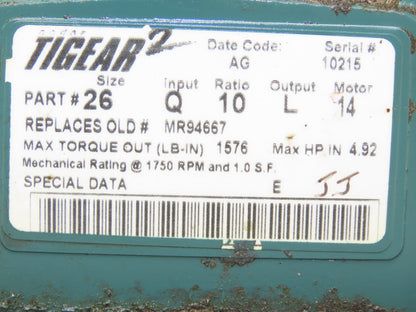 TIGEAR 2 Date Code: Serial #
AG 10215
Size Input Ratio Output Motor
PART # 26 Q 10 L 14
REPLACES OLD # MR94667
MAX TORQUE OUT (LB-IN) 1576 Max HP IN 4.92
Mechanical Rating @ 1750 RPM and 1.0 S.F.
SPECIAL DATA E J.J